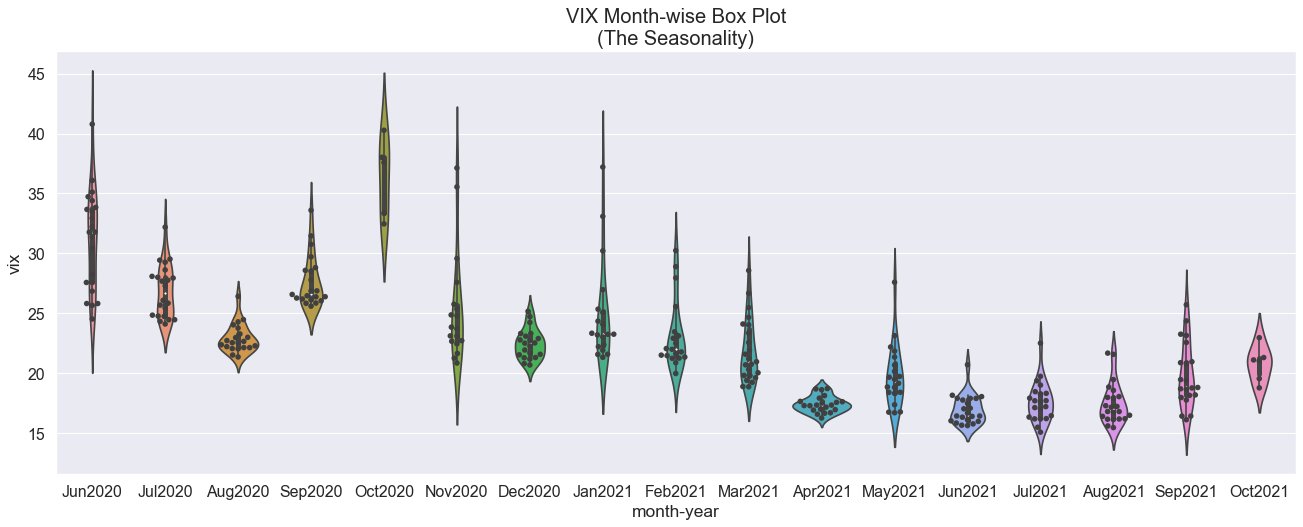 VIX Month-wise Box Plot
(The Seasonality)
45
40
35
30
25
20
15
vix
Jun2020 Jul2020 Aug2020 Sep2020 Oct2020 Nov2020 Dec2020 Jan2021 Feb2021 Mar2021 Apr2021 May2021 Jun2021 Jul2021 Aug2021 Sep2021 Oct2021
month-year